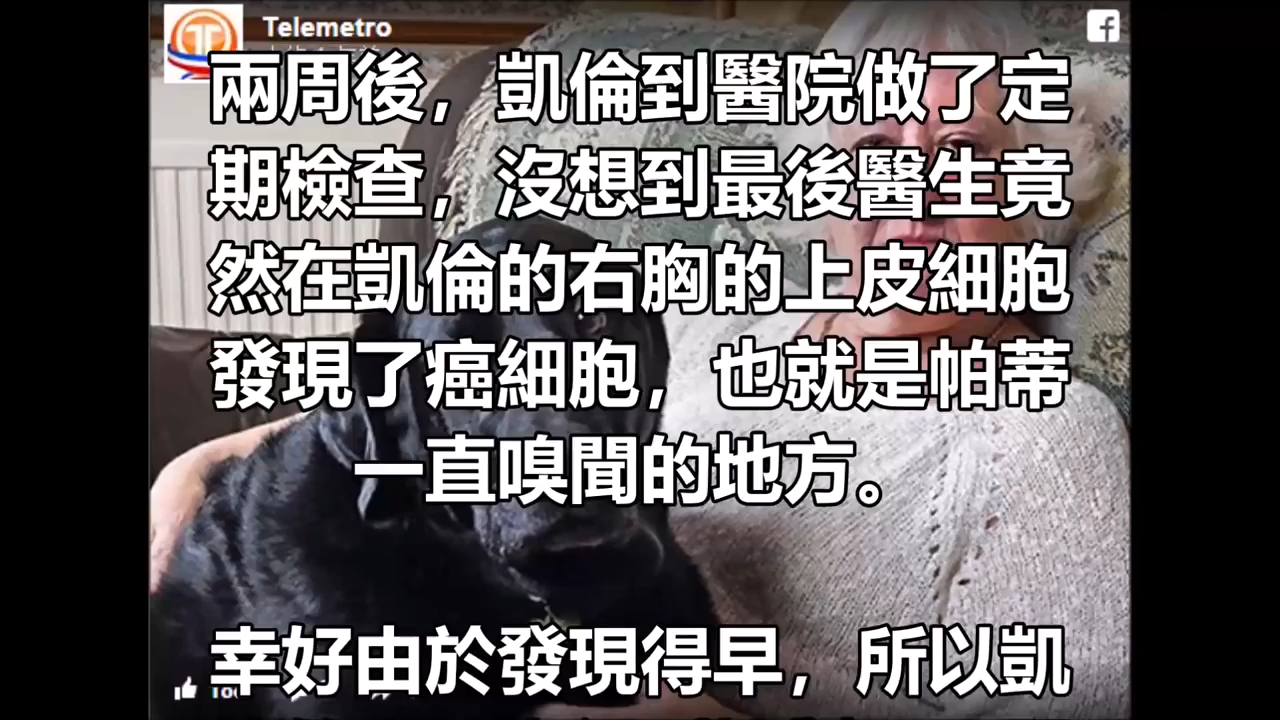 Telemetro
兩周後，凱倫到醫院做了定
期檢查，沒想到最後醫生竟
然在凱倫的右胸的上皮細胞
發現了癌細胞，也就是帕蒂
一直嗅聞的地方。
幸好由於發現得早，所以凱